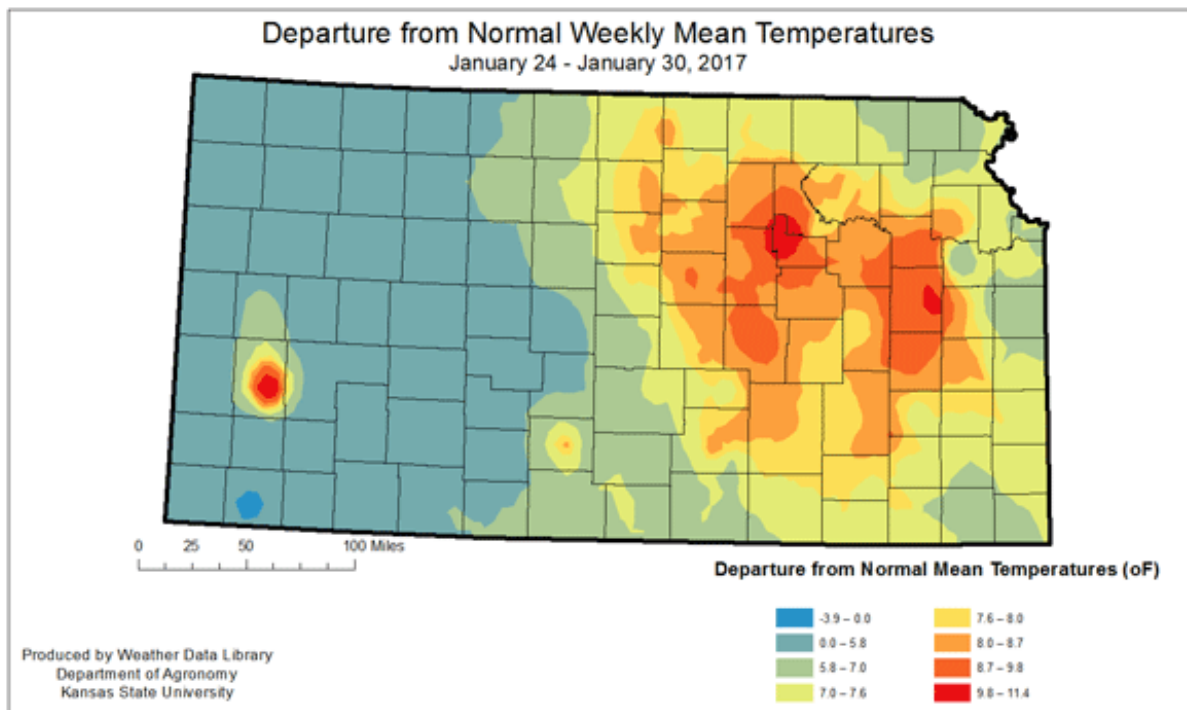 Departure from Normal Weekly Mean Temperatures
January 24 - January 30, 2017
0 25 50 100 Miles
Departure from Normal Mean Temperatures (oF)
-3.9 – 0.0
0.0 – 5.8
5.8 – 7.0
7.0 – 7.6
7.6 – 8.0
8.0 – 8.7
8.7 – 9.8
9.8 – 11.4
Produced by Weather Data Library
Department of Agronomy
Kansas State University